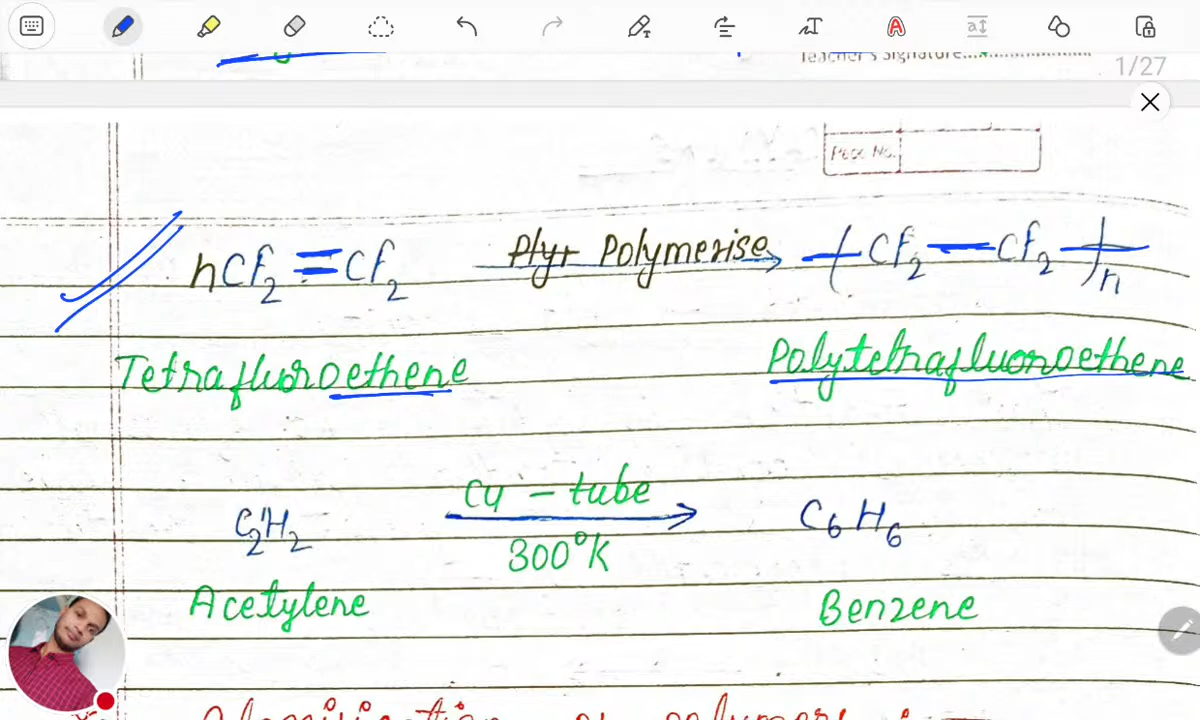 Teacher's Signature.....................
1/27
Page No.
nCf₂=Cf₂ Plyr Polymerise (Cf₂—Cf₂)n
Tetrafluoroethene Polytetrafluoroethene
Cu - tube
C₂H₂ C₆H₆
300°K
Acetylene Benzene